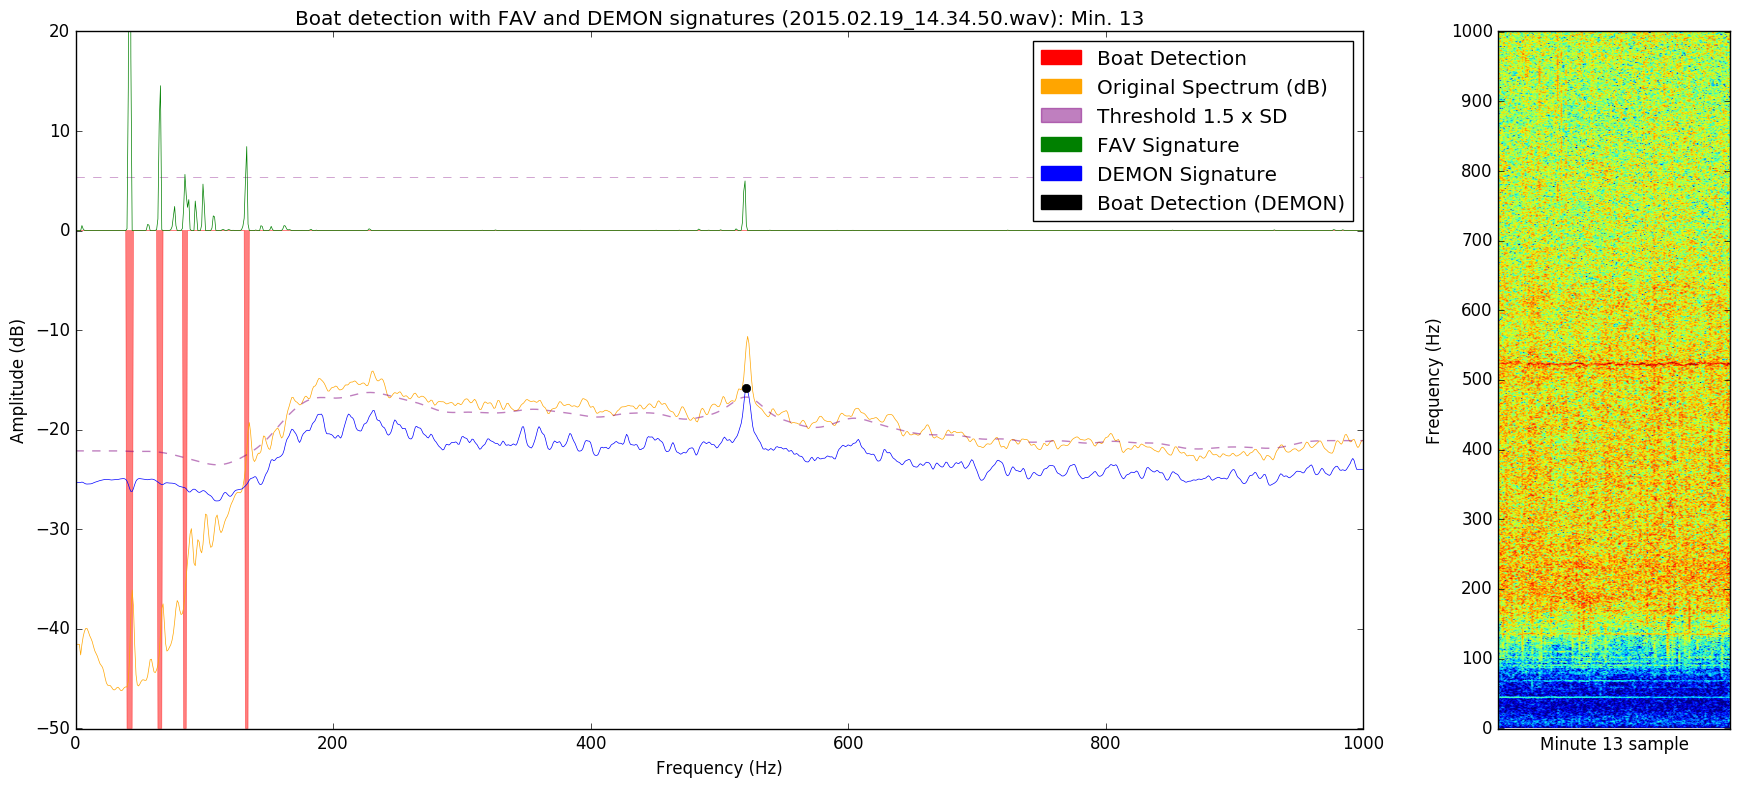 Boat detection with FAV and DEMON signatures (2015.02.19_14.34.50.wav): Min. 13
Boat Detection
Original Spectrum (dB)
Threshold 1.5 x SD
FAV Signature
DEMON Signature
Boat Detection (DEMON)
Amplitude (dB)
20
10
0
−10
−20
−30
−40
−50
0
200
400
600
800
1000
Frequency (Hz)
Frequency (Hz)
1000
900
800
700
600
500
400
300
200
100
0
Minute 13 sample